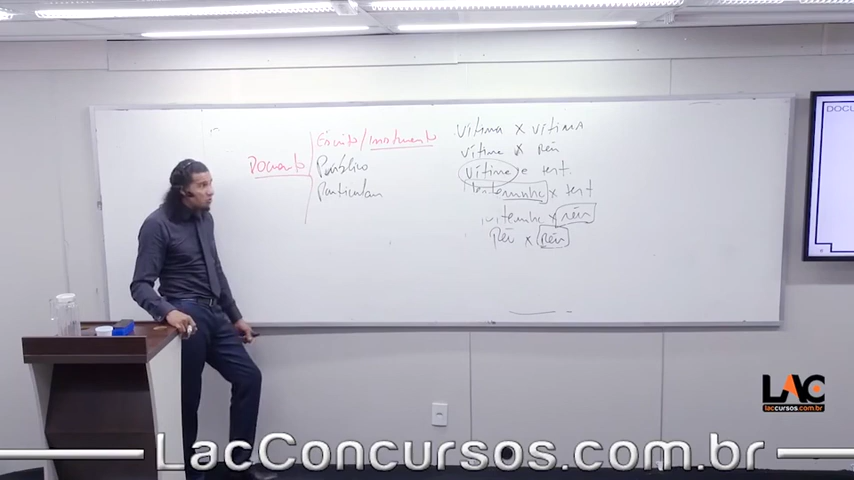 Escrito / instrumento
Documento
Público
Particular
vítima x vítima
vítima x Réu
vítima e test.
testemunha x test
testemunha x réu
Réu x Réu
DOCU
LAC
laccursos.com.br
LacConcursos.com.br